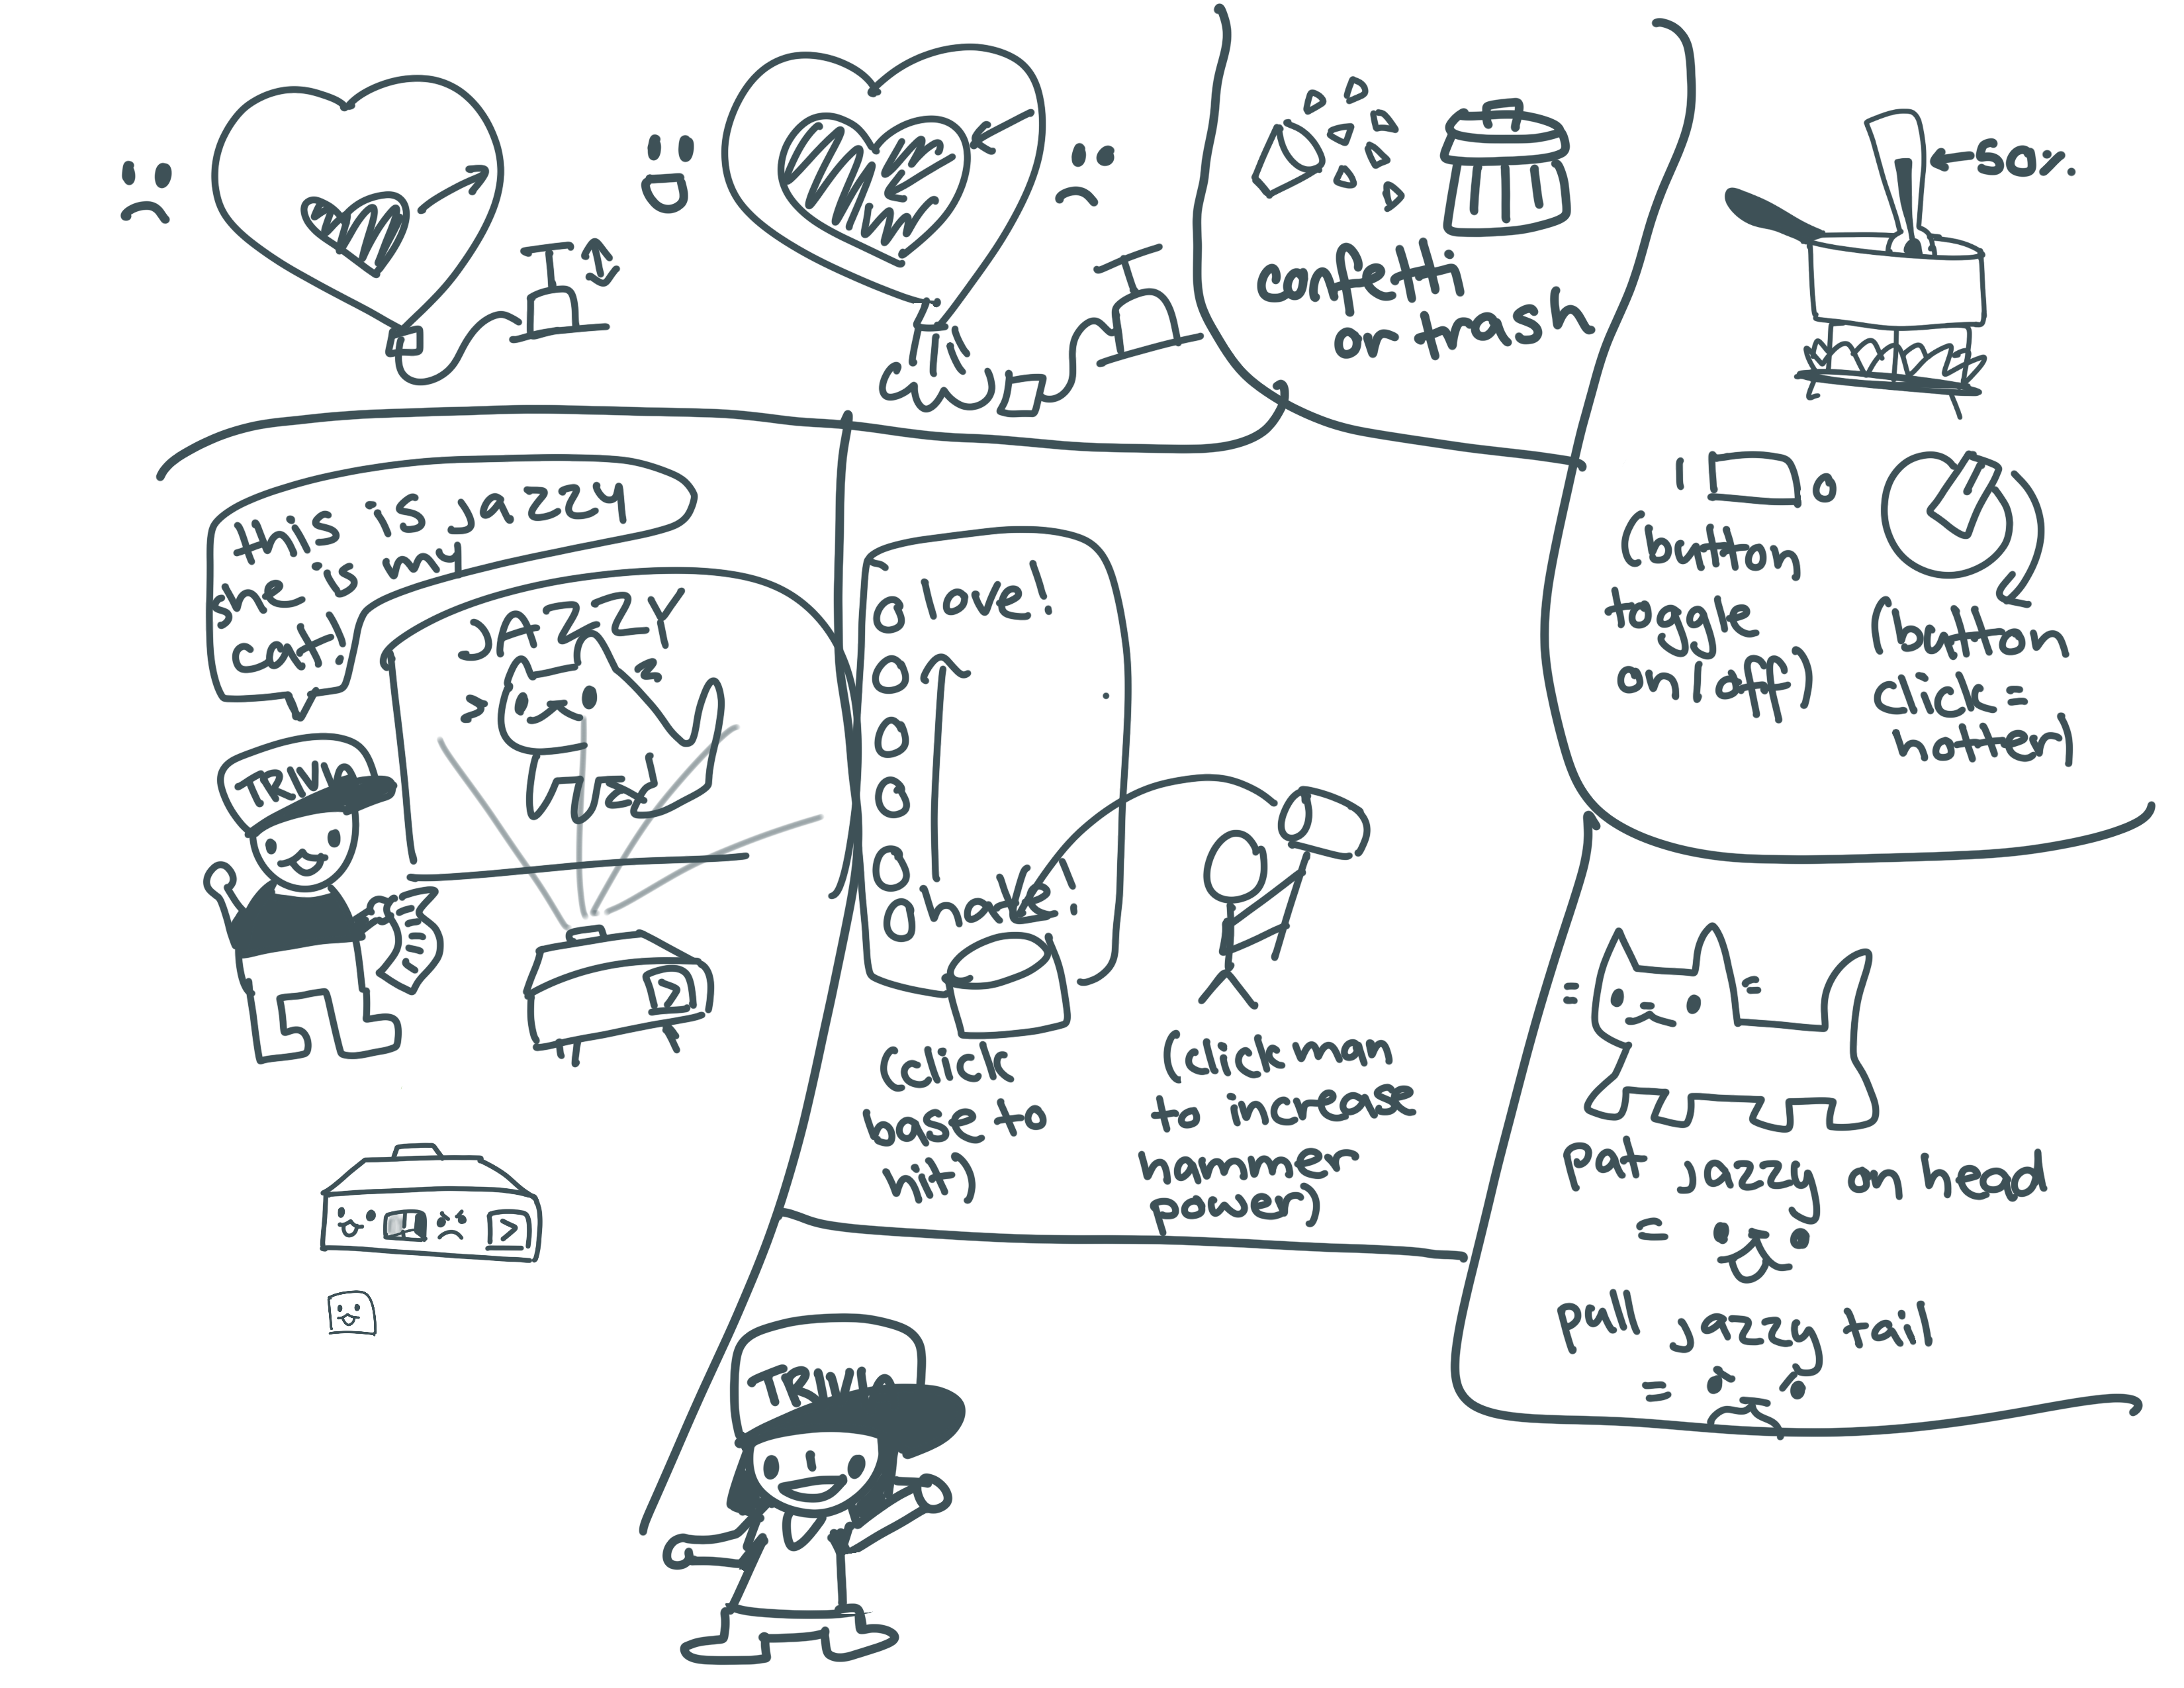 confetti
or trash
←50%.
1 0
(button
toggle
on|off)
(button
click =
hotter)
this is jazzy
she is my
cat!
JAZZY
TRIVIA
love!
hate!
(click
base to
hit)
(click man
to increase
hammer
power)
pat jazzy on head
=
pull jazzy tail
=
TRIVIA